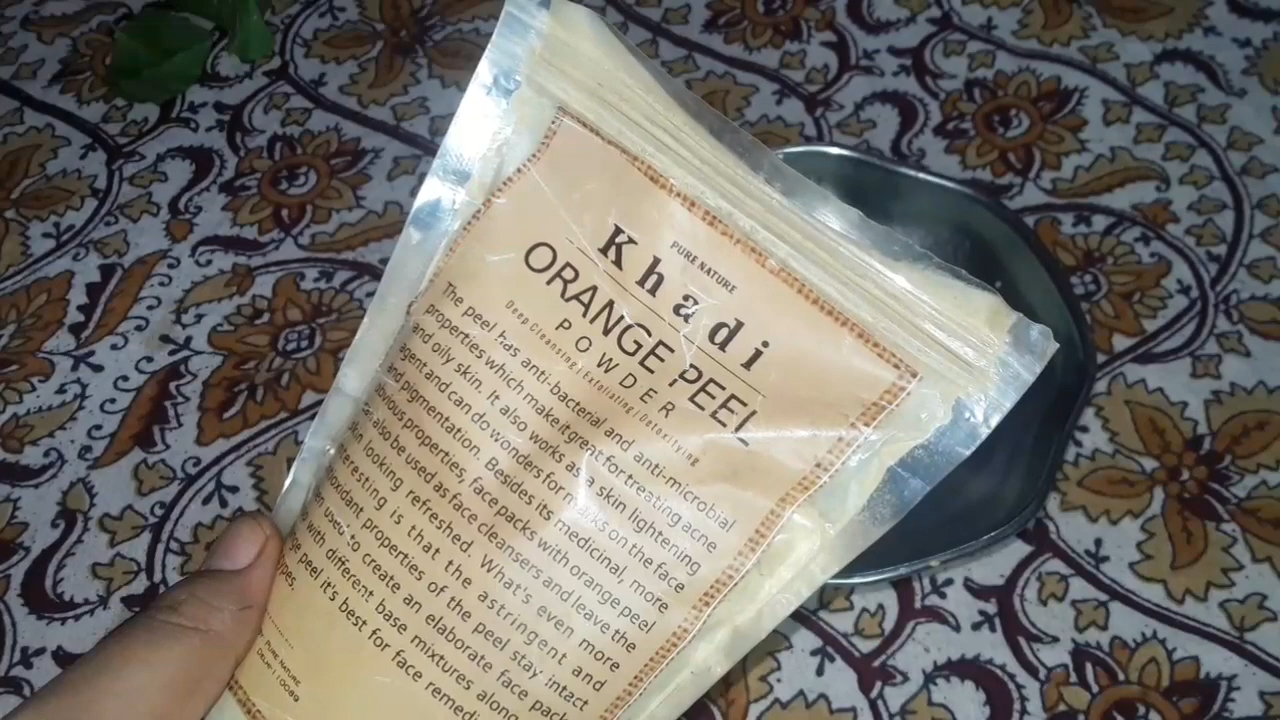 PURE NATURE
Khadi
ORANGE PEEL
POWDER
Deep Cleansing | Exfoliating | Detoxifying
The peel has anti-bacterial and anti-microbial
properties which make it great for treating acne
and oily skin. It also works as a skin lightening
agent and can do wonders for marks on the face
and pigmentation. Besides its medicinal, more
obvious properties, face packs with orange peel
can also be used as face cleansers and leave the
skin looking refreshed. What's even more
is that the astringent and
properties of the peel stay intact
used to create an elaborate face pack
with different base mixtures along
peel it's best for face
PURE NATURE